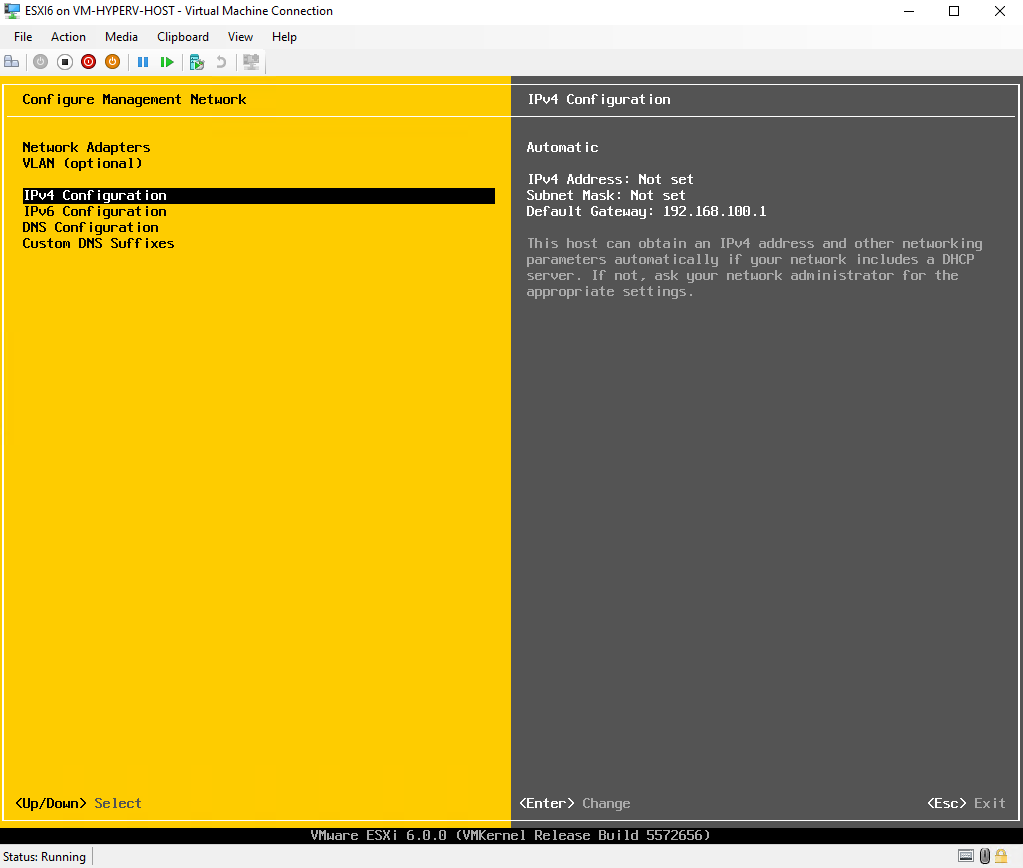 ESXI6 on VM-HYPERV-HOST - Virtual Machine Connection
File Action Media Clipboard View Help
Configure Management Network
Network Adapters
VLAN (optional)
IPv4 Configuration
IPv6 Configuration
DNS Configuration
Custom DNS Suffixes
<Up/Down> Select
IPv4 Configuration
Automatic
IPv4 Address: Not set
Subnet Mask: Not set
Default Gateway: 192.168.100.1
This host can obtain an IPv4 address and other networking
parameters automatically if your network includes a DHCP
server. If not, ask your network administrator for the
appropriate settings.
<Enter> Change <Esc> Exit
VMware ESXi 6.0.0 (VMKernel Release Build 5572656)
Status: Running